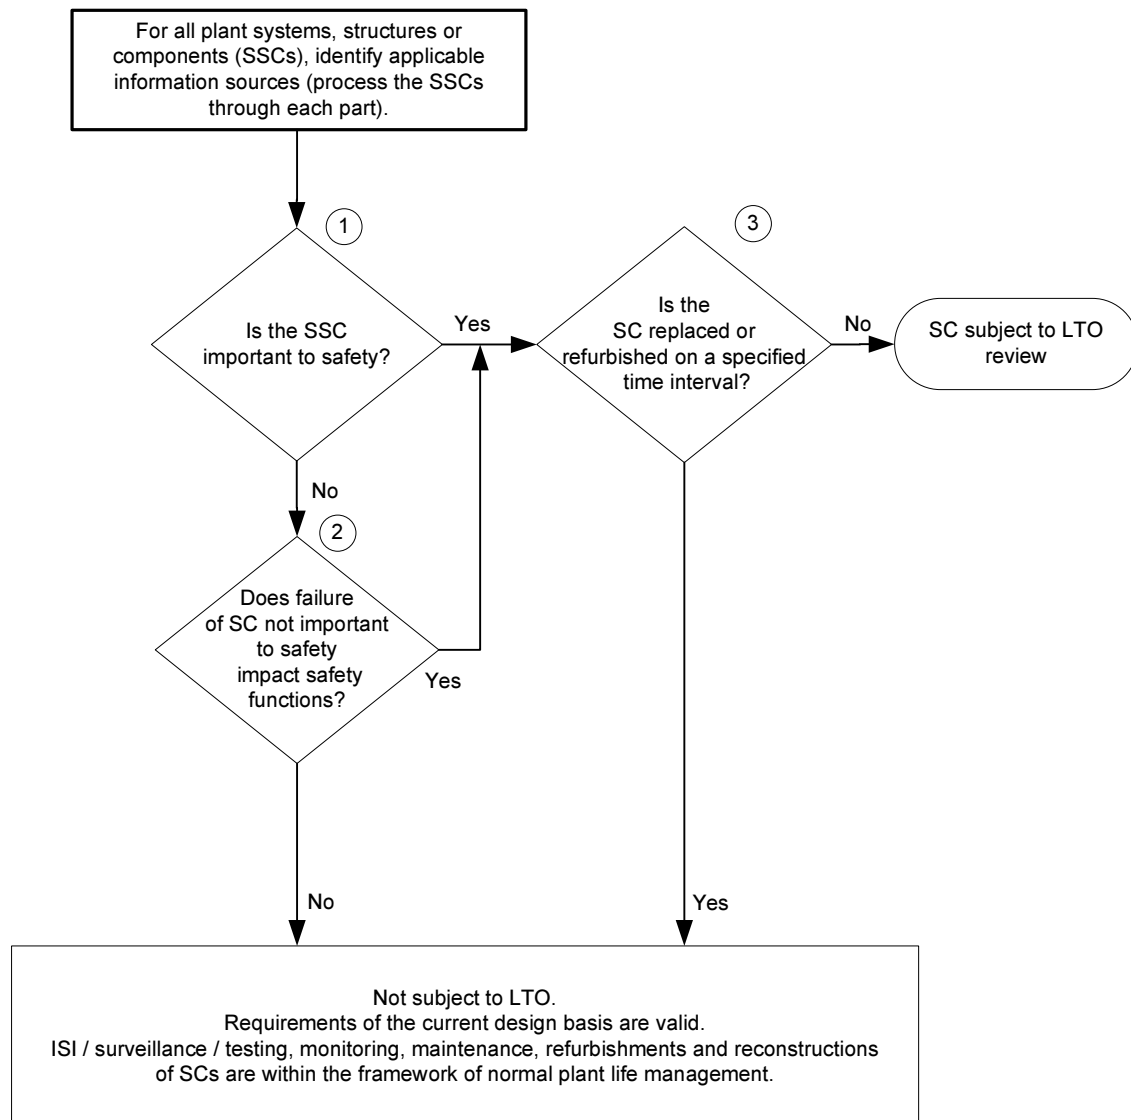 For all plant systems, structures or
components (SSCs), identify applicable
information sources (process the SSCs
through each part).
1
3
Is the SSC
important to safety?
Yes
Is the
SC replaced or
refurbished on a specified
time interval?
No
SC subject to LTO
review
No
2
Does failure
of SC not important
to safety
impact safety
functions?
Yes
No
Yes
Not subject to LTO.
Requirements of the current design basis are valid.
ISI / surveillance / testing, monitoring, maintenance, refurbishments and reconstructions
of SCs are within the framework of normal plant life management.